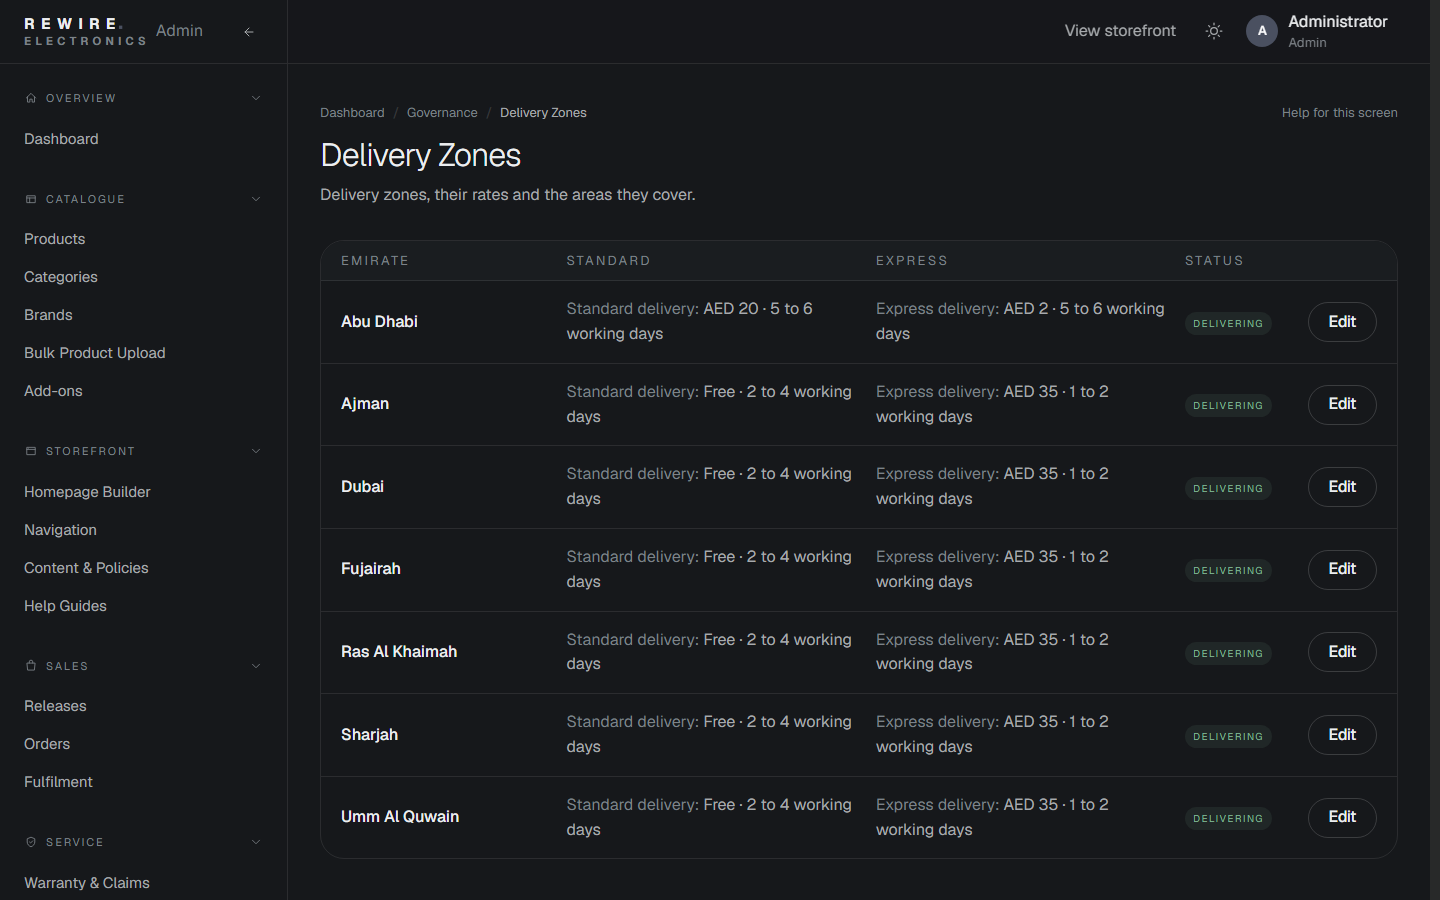 REWIRE.
ELECTRONICS
Admin
View storefront
A
Administrator
Admin
OVERVIEW
Dashboard
CATALOGUE
Products
Categories
Brands
Bulk Product Upload
Add-ons
STOREFRONT
Homepage Builder
Navigation
Content & Policies
Help Guides
SALES
Releases
Orders
Fulfilment
SERVICE
Warranty & Claims
Dashboard / Governance / Delivery Zones
Help for this screen
Delivery Zones
Delivery zones, their rates and the areas they cover.
EMIRATE STANDARD EXPRESS STATUS
Abu Dhabi
Standard delivery: AED 20 · 5 to 6
working days
Express delivery: AED 2 · 5 to 6 working
days
DELIVERING
Edit
Ajman
Standard delivery: Free · 2 to 4 working
days
Express delivery: AED 35 · 1 to 2
working days
DELIVERING
Edit
Dubai
Standard delivery: Free · 2 to 4 working
days
Express delivery: AED 35 · 1 to 2
working days
DELIVERING
Edit
Fujairah
Standard delivery: Free · 2 to 4 working
days
Express delivery: AED 35 · 1 to 2
working days
DELIVERING
Edit
Ras Al Khaimah
Standard delivery: Free · 2 to 4 working
days
Express delivery: AED 35 · 1 to 2
working days
DELIVERING
Edit
Sharjah
Standard delivery: Free · 2 to 4 working
days
Express delivery: AED 35 · 1 to 2
working days
DELIVERING
Edit
Umm Al Quwain
Standard delivery: Free · 2 to 4 working
days
Express delivery: AED 35 · 1 to 2
working days
DELIVERING
Edit